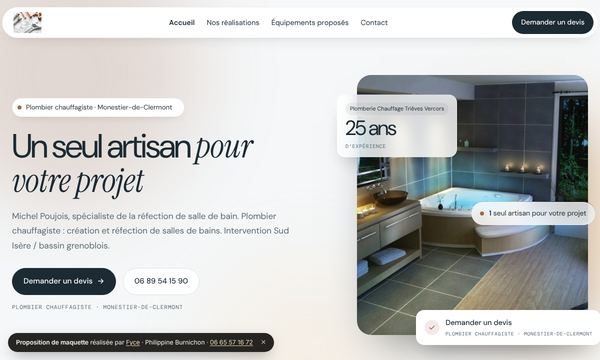 Accueil Nos réalisations Équipements proposés Contact Demander un devis
Plombier chauffagiste · Monestier-de-Clermont
Un seul artisan pour
votre projet
Michel Poujois, spécialiste de la réfection de salle de bain. Plombier
chauffagiste : création et réfection de salles de bains. Intervention Sud
Isère / bassin grenoblois.
Demander un devis → 06 89 54 15 90
PLOMBIER CHAUFFAGISTE · MONESTIER-DE-CLERMONT
Plomberie Chauffage Trièves Vercors
25 ans
D'EXPÉRIENCE
1 seul artisan pour votre projet
Demander un devis
PLOMBIER CHAUFFAGISTE · MONESTIER-DE-CLERMONT
Proposition de maquette réalisée par Fyce · Philippine Burnichon · 06 65 57 16 72 ×